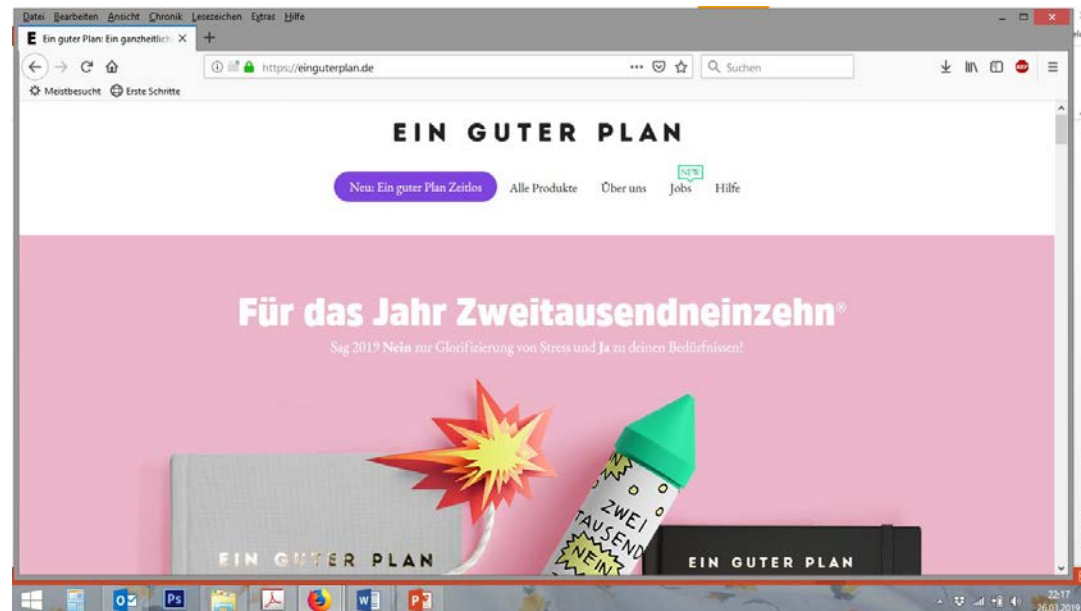 Datei Bearbeiten Ansicht Chronik Lesezeichen Extras Hilfe
E Ein guter Plan: Ein ganzheitlich
https://einguterplan.de
Suchen
Meistbesucht Erste Schritte
EIN GUTER PLAN
NEW
Neu: Ein guter Plan Zeitlos Alle Produkte Über uns Jobs Hilfe
Für das Jahr Zweitausendneinzehn®
Sag 2019 Nein zur Glorifizierung von Stress und Ja zu deinen Bedürfnissen!
ZWEI
TAUSEND
NEIN
EIN GUTER PLAN
EIN GUTER PLAN
Ps
22:17